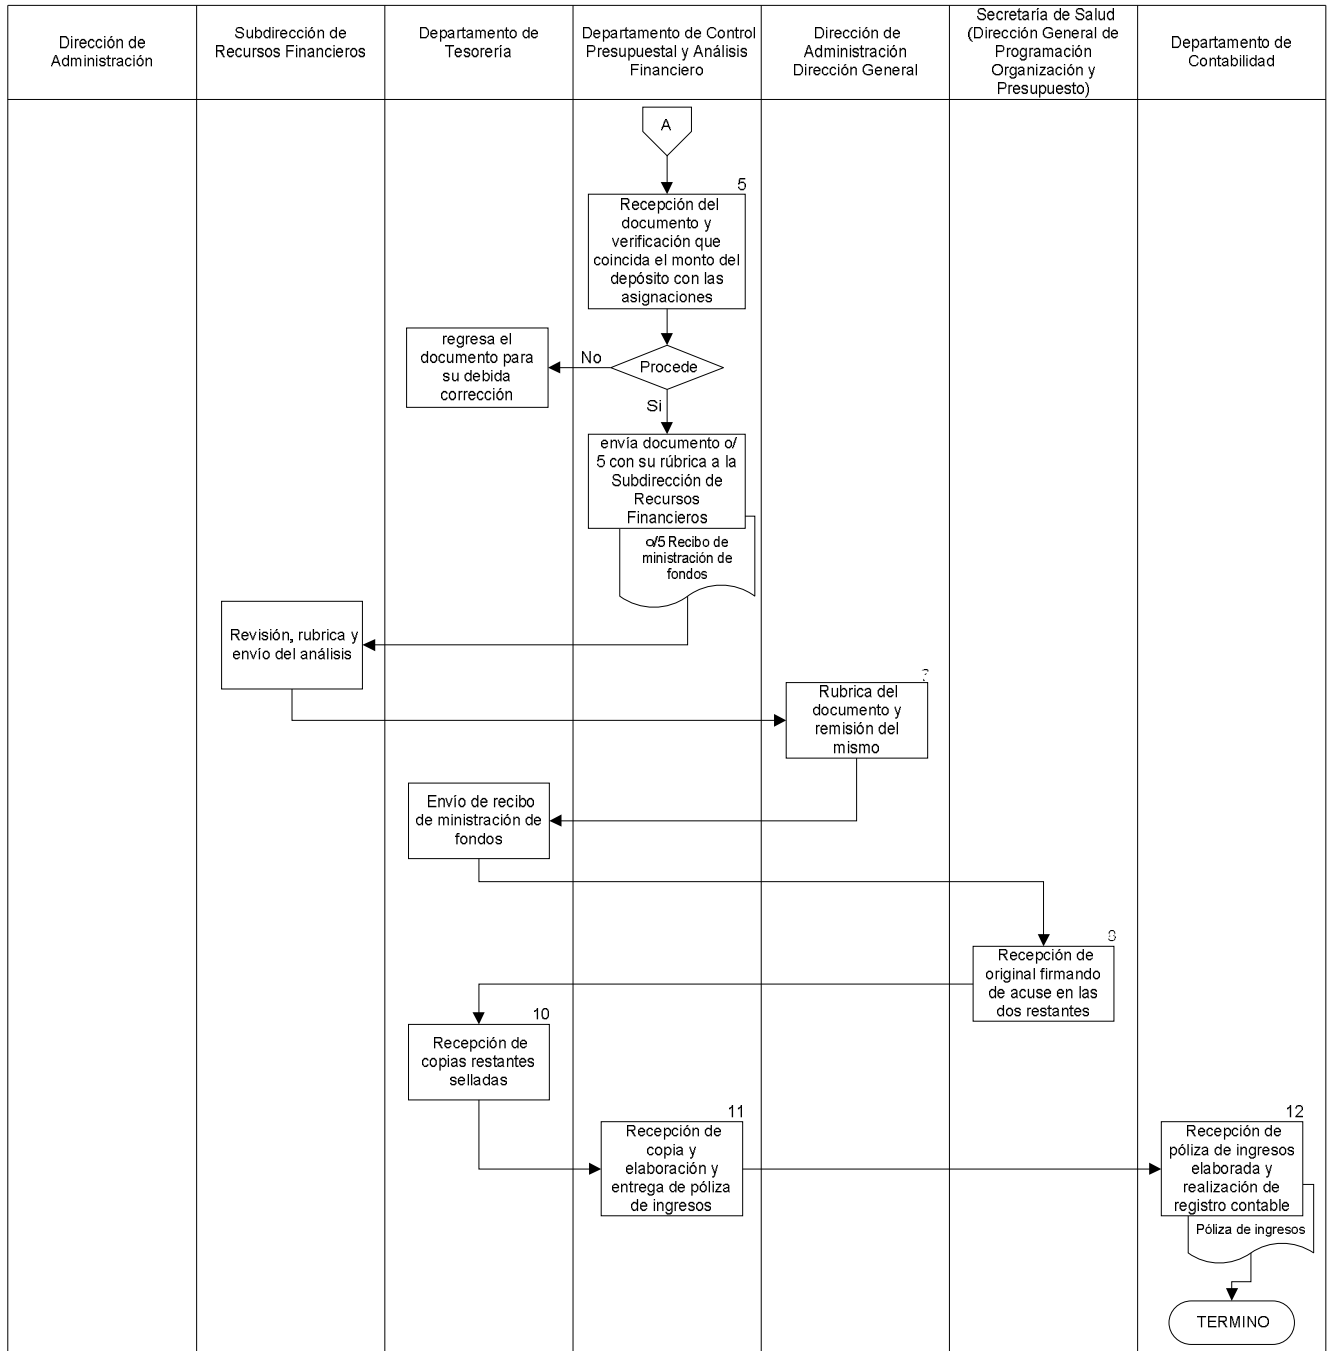 Dirección de
Administración
Subdirección de
Recursos Financieros
Departamento de
Tesorería
Departamento de Control
Presupuestal y Análisis
Financiero
Dirección de
Administración
Dirección General
Secretaría de Salud
(Dirección General de
Programación
Organización y
Presupuesto)
Departamento de
Contabilidad
A
5
Recepción del
documento y
verificación que
coincida el monto del
depósito con las
asignaciones
regresa el
documento para
su debida
corrección
No
Procede
Si
envía documento o/
5 con su rúbrica a la
Subdirección de
Recursos
Financieros
o/5 Recibo de
ministración de
fondos
Revisión, rubrica y
envío del análisis
Rubrica del
documento y
remisión del
mismo
Envío de recibo
de ministración de
fondos
Recepción de
original firmando
de acuse en las
dos restantes
10
Recepción de
copias restantes
selladas
11
Recepción de
copia y
elaboración y
entrega de póliza
de ingresos
12
Recepción de
póliza de ingresos
elaborada y
realización de
registro contable
Póliza de ingresos
TERMINO